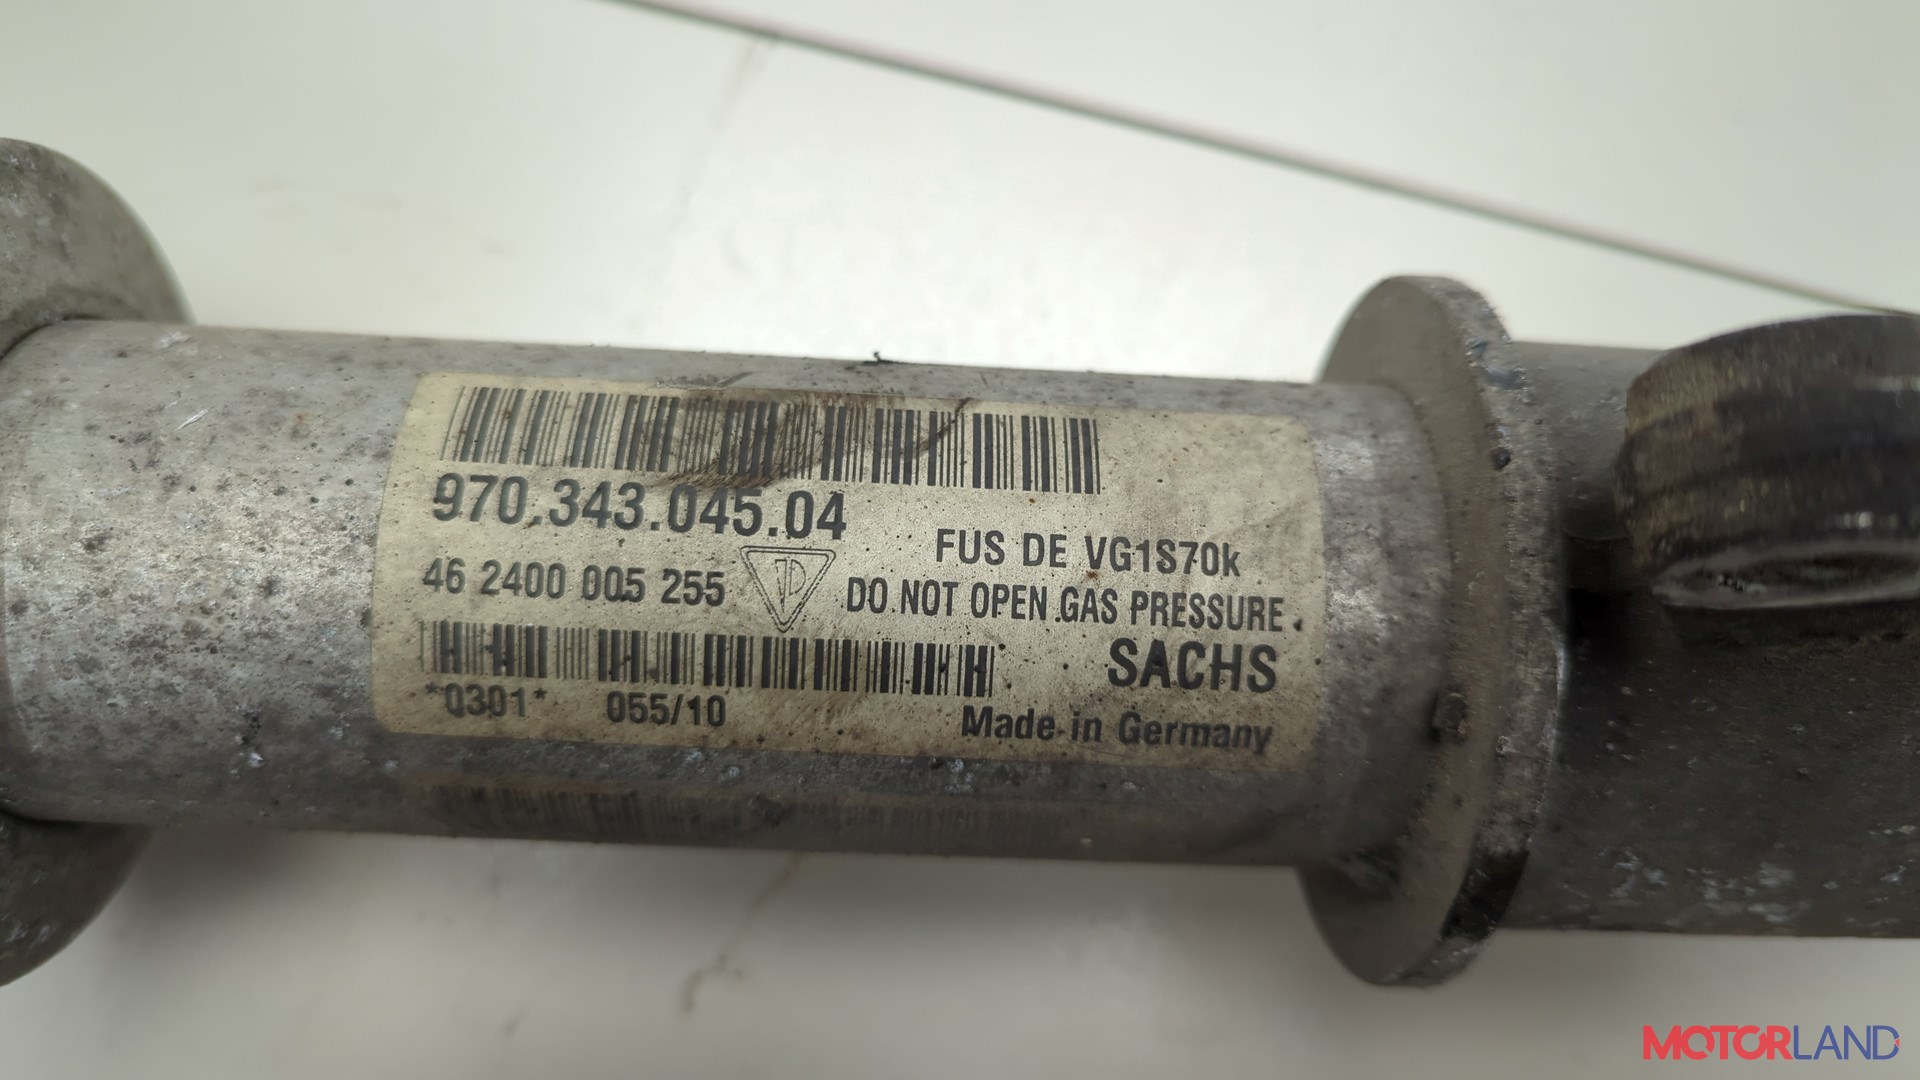 970.343.045.04
FUS DE VG1S70k
46 2400 005 255
DO NOT OPEN GAS PRESSURE
SACHS
*0301* 055/10
Made in Germany
MOTORLAND